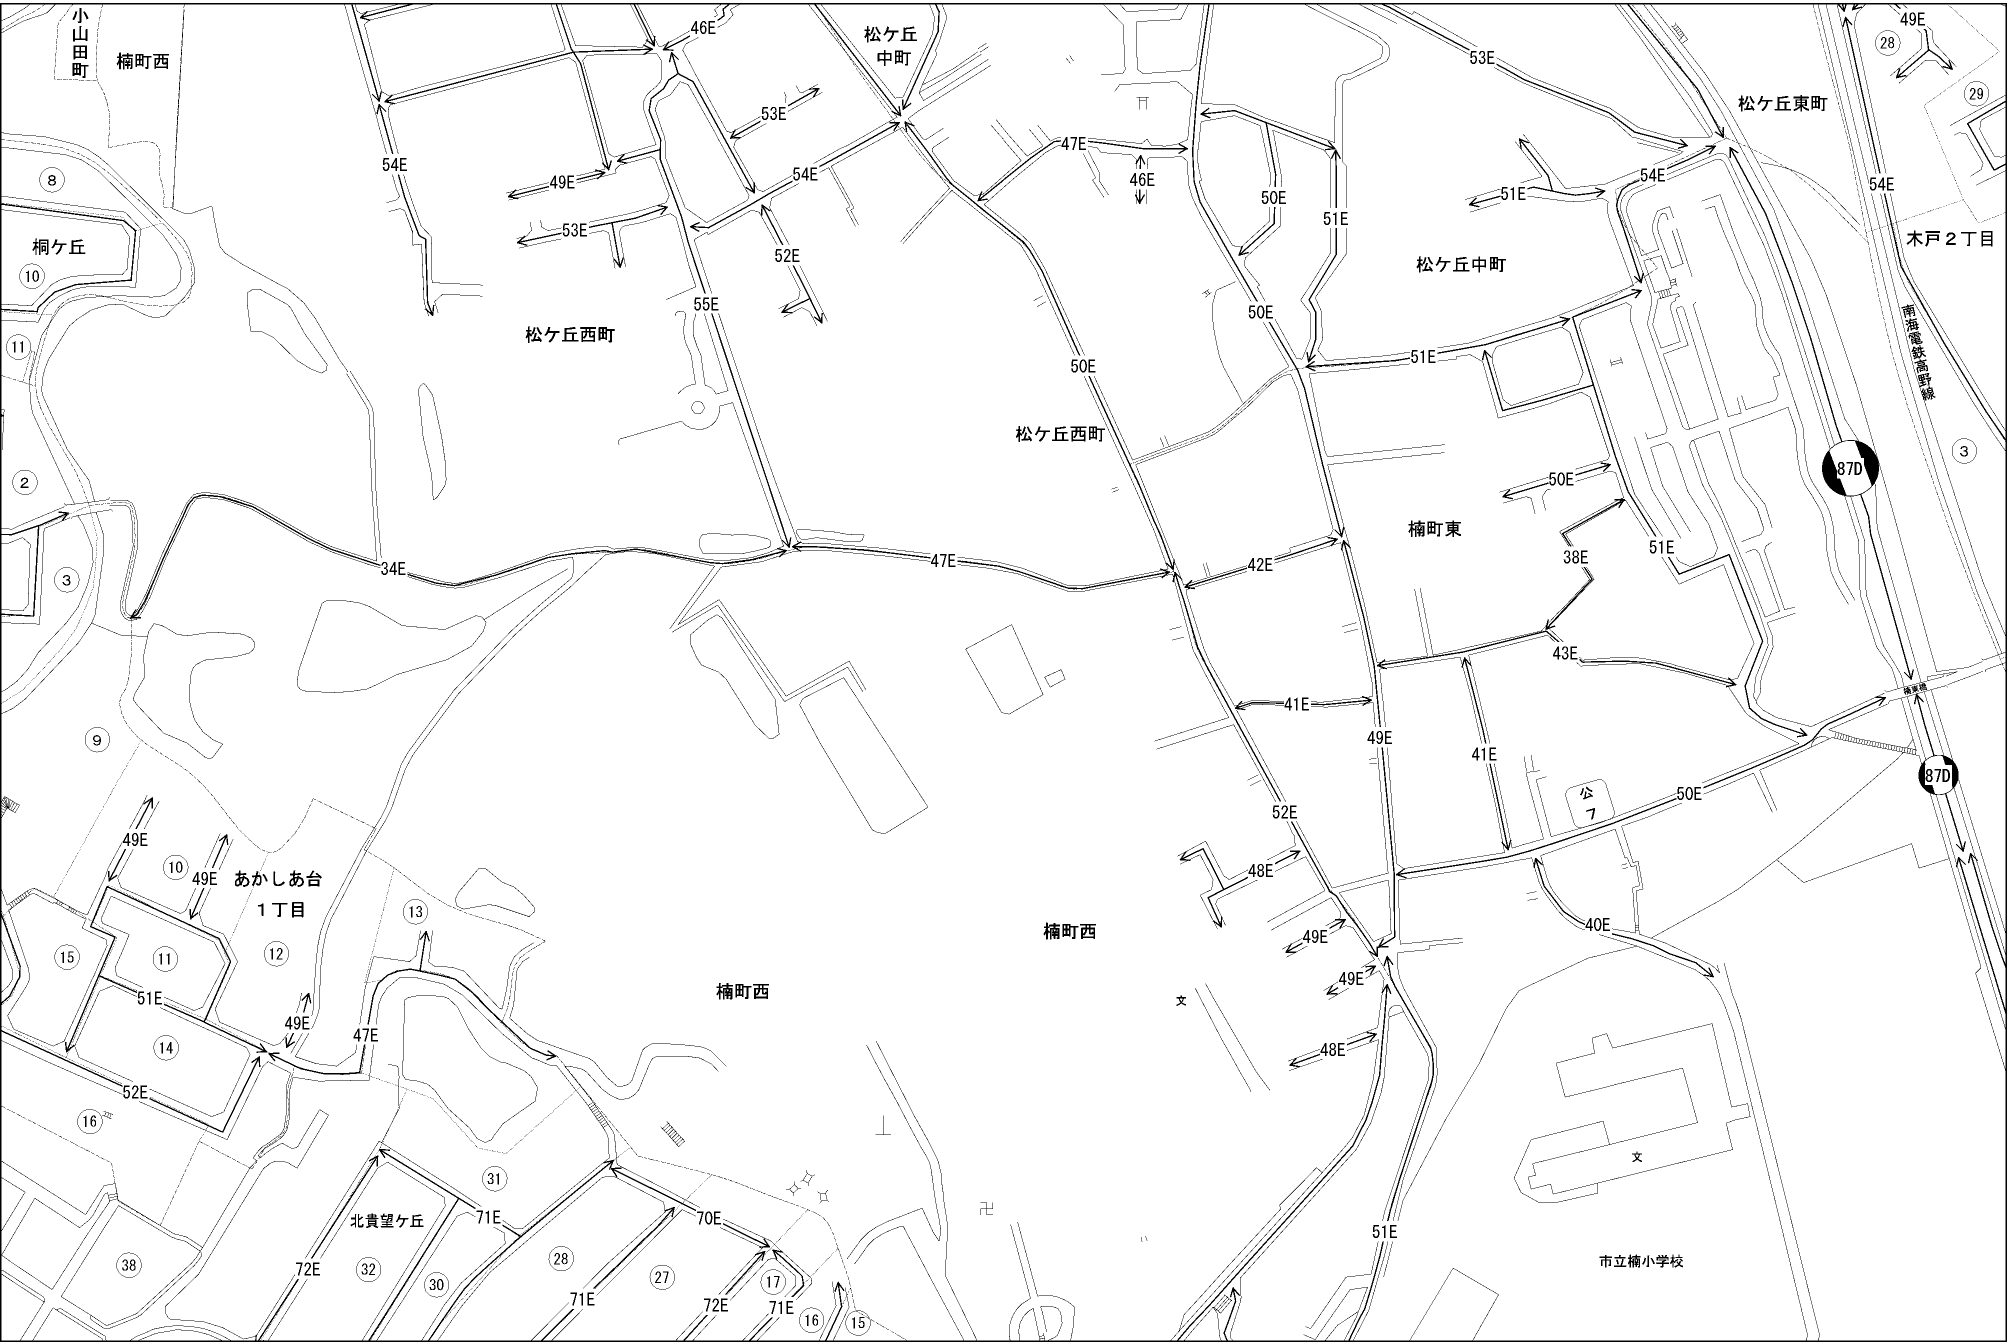 小山田町
楠町西
46E
松ケ丘
中町
53E
49E
28
松ケ丘東町
29
53E
54E
49E
54E
47E
46E
50E
51E
51E
54E
54E
8
桐ケ丘
10
53E
52E
松ケ丘中町
木戸２丁目
55E
50E
松ケ丘西町
南海電鉄高野線
11
50E
51E
松ケ丘西町
3
2
87D
50E
楠町東
34E
47E
42E
38E
51E
3
43E
楠東橋
9
41E
49E
41E
87D
50E
公
7
52E
49E
10
49E
あかしあ台
１丁目
48E
13
40E
楠町西
49E
15
11
12
49E
楠町西
文
51E
49E
47E
48E
14
52E
16
文
31
北貴望ケ丘
71E
70E
51E
市立楠小学校
38
72E
32
30
28
27
17
71E
72E
71E
16
15